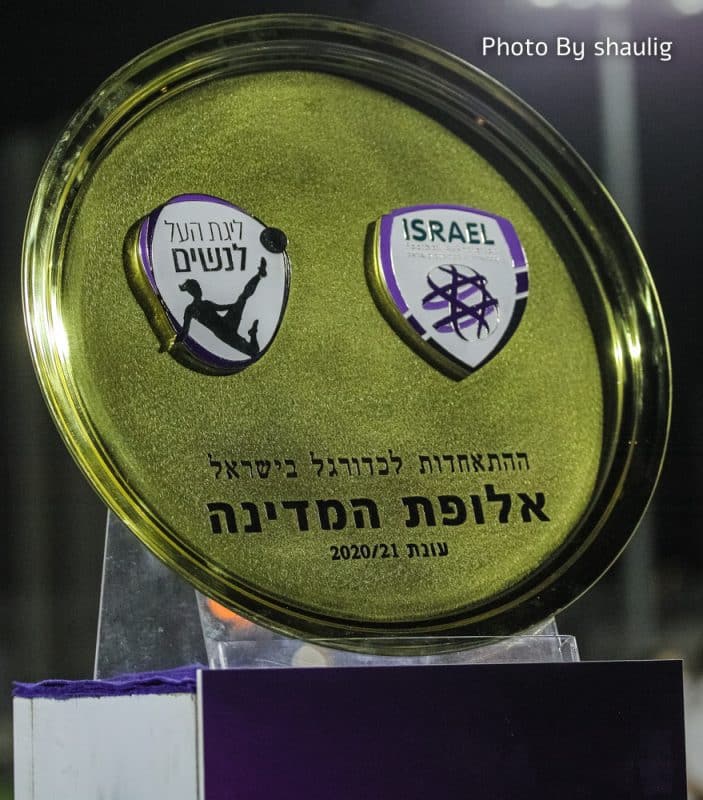 Photo By shaulig
ליגת העל
לנשים
ISRAEL
ההתאחדות לכדורגל בישראל
אלופת המדינה
עונת 2020/21